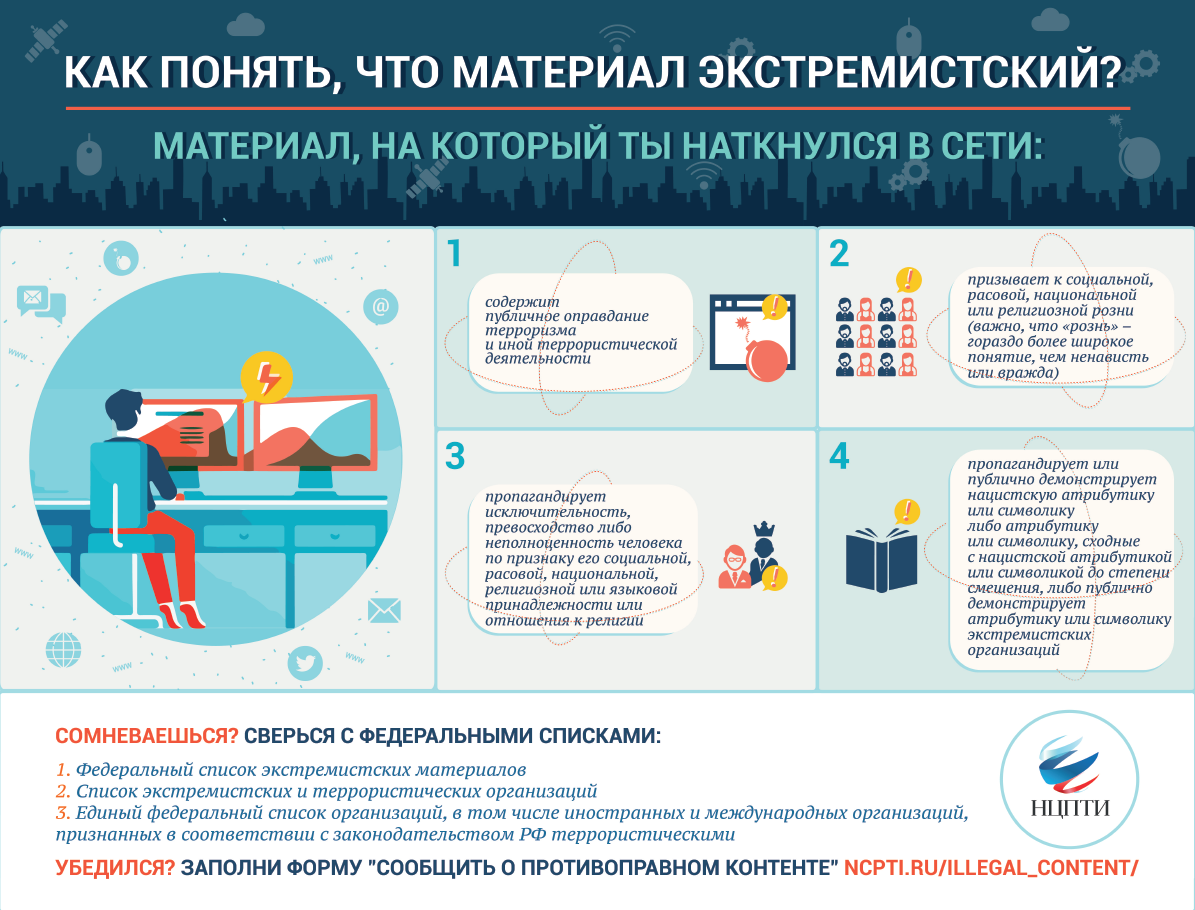 КАК ПОНЯТЬ, ЧТО МАТЕРИАЛ ЭКСТРЕМИСТСКИЙ?
МАТЕРИАЛ, НА КОТОРЫЙ ТЫ НАТКНУЛСЯ В СЕТИ:
www
@
www
www
www
www
1
содержит
публичное оправдание
терроризма
и иной террористической
деятельности
!
2
!
призывает к социальной,
расовой, национальной
или религиозной розни
(важно, что «рознь» –
гораздо более широкое
понятие, чем ненависть
или вражда)
3
пропагандирует
исключительность,
превосходство либо
неполноценность человека
по признаку его социальной,
расовой, национальной,
религиозной или языковой
принадлежности или
отношения к религии
!
4
!
пропагандирует или
публично демонстрирует
нацистскую атрибутику
или символику
либо атрибутику
или символику, сходные
с нацистской атрибутикой
или символикой до степени
смешения, либо публично
демонстрирует
атрибутику или символику
экстремистских
организаций
СОМНЕВАЕШЬСЯ? СВЕРЬСЯ С ФЕДЕРАЛЬНЫМИ СПИСКАМИ:
1. Федеральный список экстремистских материалов
2. Список экстремистских и террористических организаций
3. Единый федеральный список организаций, в том числе иностранных и международных организаций,
признанных в соответствии с законодательством РФ террористическими
УБЕДИЛСЯ? ЗАПОЛНИ ФОРМУ "СООБЩИТЬ О ПРОТИВОПРАВНОМ КОНТЕНТЕ" NCPTI.RU/ILLEGAL_CONTENT/
НЦПТИ